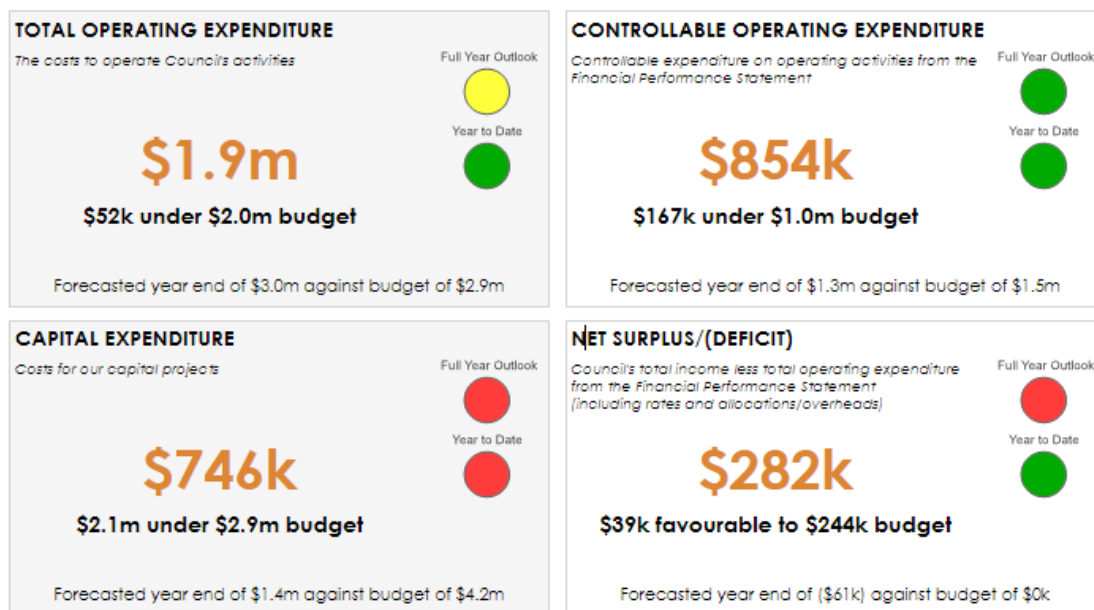 TOTAL OPERATING EXPENDITURE
The costs to operate Council's activities
Full Year Outlook
Year to Date
$1.9m
$52k under $2.0m budget
Forecasted year end of $3.0m against budget of $2.9m
CONTROLLABLE OPERATING EXPENDITURE
Controllable expenditure on operating activities from the
Financial Performance Statement
Full Year Outlook
Year to Date
$854k
$167k under $1.0m budget
Forecasted year end of $1.3m against budget of $1.5m
CAPITAL EXPENDITURE
Costs for our capital projects
Full Year Outlook
Year to Date
$746k
$2.1m under $2.9m budget
Forecasted year end of $1.4m against budget of $4.2m
NET SURPLUS/(DEFICIT)
Council's total income less total operating expenditure
from the Financial Performance Statement
(including rates and allocations/overheads)
Full Year Outlook
Year to Date
$282k
$39k favourable to $244k budget
Forecasted year end of ($61k) against budget of $0k